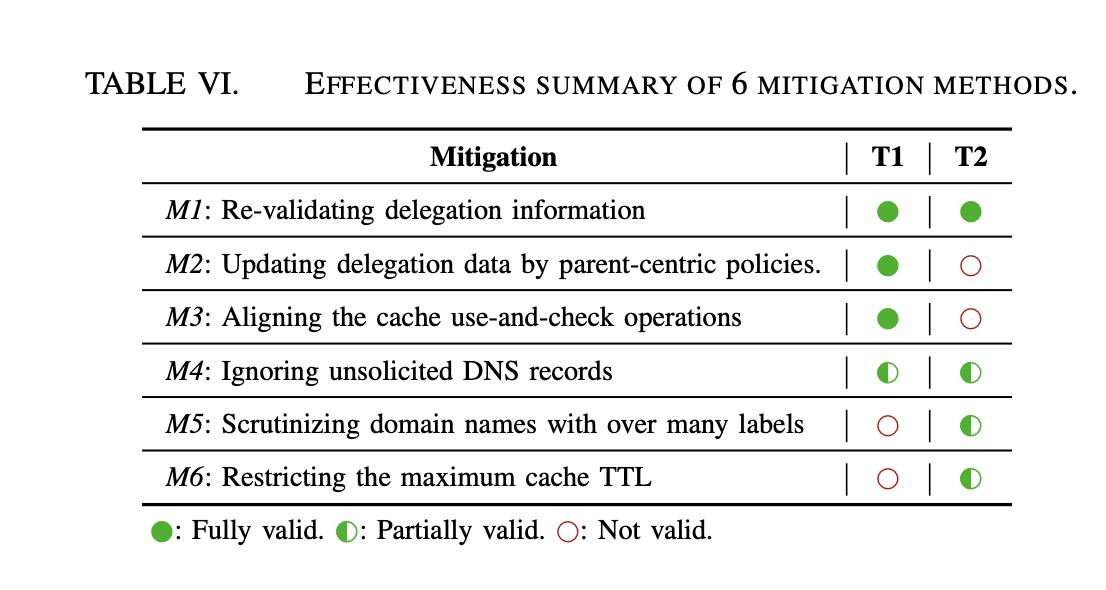 TABLE VI. EFFECTIVENESS SUMMARY OF 6 MITIGATION METHODS.
Mitigation T1 T2
M1: Re-validating delegation information
M2: Updating delegation data by parent-centric policies.
M3: Aligning the cache use-and-check operations
M4: Ignoring unsolicited DNS records
M5: Scrutinizing domain names with over many labels
M6: Restricting the maximum cache TTL
●: Fully valid. ◐: Partially valid. ○: Not valid.